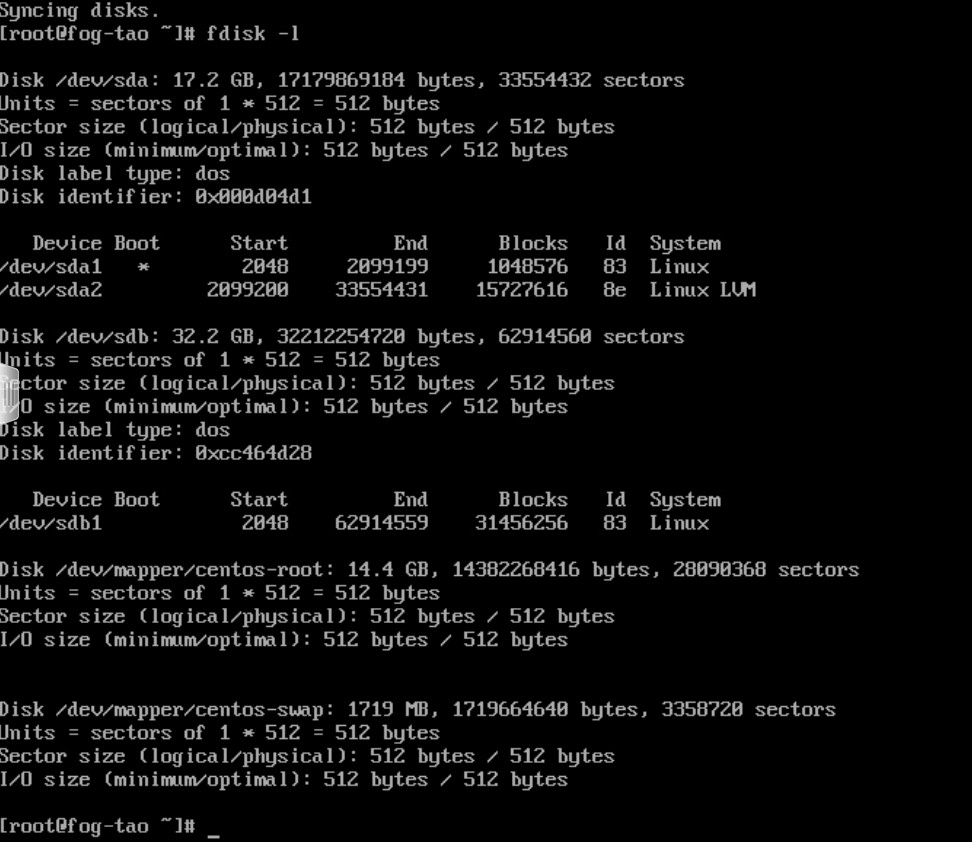 Syncing disks.
[root@fog-tao ~]# fdisk -l
Disk /dev/sda: 17.2 GB, 17179869184 bytes, 33554432 sectors
Units = sectors of 1 * 512 = 512 bytes
Sector size (logical/physical): 512 bytes / 512 bytes
I/O size (minimum/optimal): 512 bytes / 512 bytes
Disk label type: dos
Disk identifier: 0x000d04d1
Device Boot Start End Blocks Id System
/dev/sda1 * 2048 2099199 1048576 83 Linux
/dev/sda2 2099200 33554431 15727616 8e Linux LVM
Disk /dev/sdb: 32.2 GB, 32212254720 bytes, 62914560 sectors
Units = sectors of 1 * 512 = 512 bytes
Sector size (logical/physical): 512 bytes / 512 bytes
I/O size (minimum/optimal): 512 bytes / 512 bytes
Disk label type: dos
Disk identifier: 0xcc464d28
Device Boot Start End Blocks Id System
/dev/sdb1 2048 62914559 31456256 83 Linux
Disk /dev/mapper/centos-root: 14.4 GB, 14382268416 bytes, 28090368 sectors
Units = sectors of 1 * 512 = 512 bytes
Sector size (logical/physical): 512 bytes / 512 bytes
I/O size (minimum/optimal): 512 bytes / 512 bytes
Disk /dev/mapper/centos-swap: 1719 MB, 1719664640 bytes, 3358720 sectors
Units = sectors of 1 * 512 = 512 bytes
Sector size (logical/physical): 512 bytes / 512 bytes
I/O size (minimum/optimal): 512 bytes / 512 bytes
[root@fog-tao ~]# _